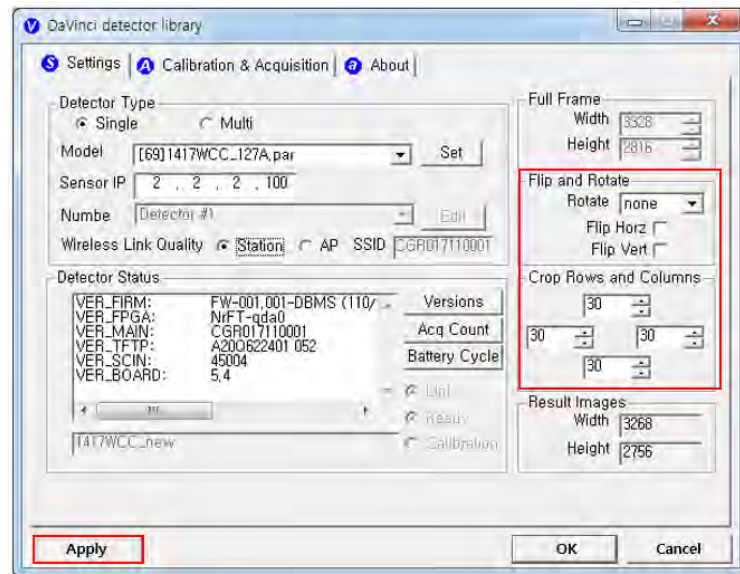 DaVinci detector library
Settings
Calibration & Acquisition
About
Detector Type
Single Multi
Model [69]1417WCC_127A,par Set
Sensor IP 2 . 2 . 2 . 100
Numbe Detector #1 Edit
Wireless Link Quality Station AP SSID CGR017110001
Detector Status
VER_FIRM: FW-001,001-DBMS (110/
VER_FPGA: NrFT-qda0
VER_MAIN: CGR017110001
VER_TFTP: A20O622401 052
VER_SCIN: 45004
VER_BOARD: 5,4
Versions
Acq Count
Battery Cycle
Link
Ready
Calibration
1417WCC_new
Full Frame
Width 3328
Height 2816
Flip and Rotate
Rotate none
Flip Horz
Flip Vert
Crop Rows and Columns
30
30 30
30
Result Images
Width 3268
Height 2756
Apply OK Cancel